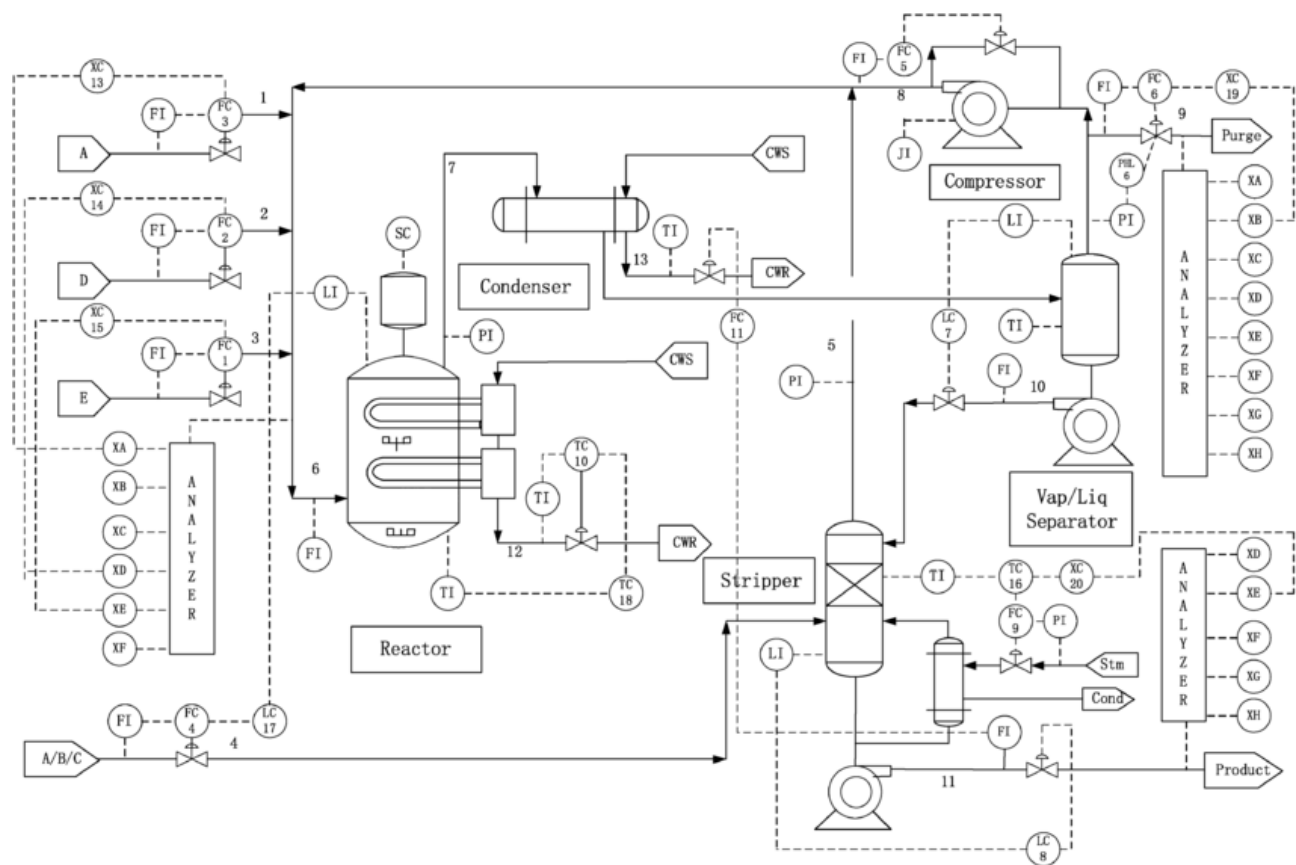 XC
13
FI
FC
3
1
A
XC
14
FI
FC
2
2
D
XC
15
FI
FC
1
3
E
LI
SC
7
CWS
Condenser
TI
13
CWR
PI
CWS
6
FI
TC
10
TI
12
CWR
TI
TC
18
Reactor
XA
XB
XC
XD
XE
XF
ANALYZER
FI
FC
4
LC
17
4
A/B/C
FI
FC
5
8
JI
Compressor
FI
FC
6
XC
19
9
Purge
PHL
6
PI
LI
FC
11
LC
7
TI
5
PI
FI
10
Vap/Liq
Separator
ANALYZER
XA
XB
XC
XD
XE
XF
XG
XH
Stripper
TI
TC
16
XC
20
FC
9
PI
LI
Stm
Cond
FI
11
LC
8
ANALYZER
XD
XE
XF
XG
XH
Product